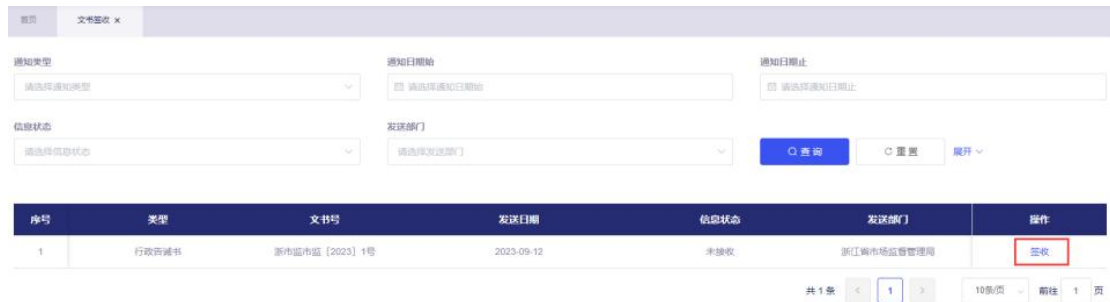 首页 文书签收 ×
通知类型 通知日期始 通知日期止
请选择通知类型 请选择通知日期始 请选择通知日期止
信息状态 发送部门
请选择信息状态 请选择发送部门 查询 重置 展开
序号 类型 文书号 发送日期 信息状态 发送部门 操作
1 行政告诫书 浙市监市监［2023］1号 2023-09-12 未接收 浙江省市场监督管理局 签收
共1条 < 1 > 10条/页 前往 1 页